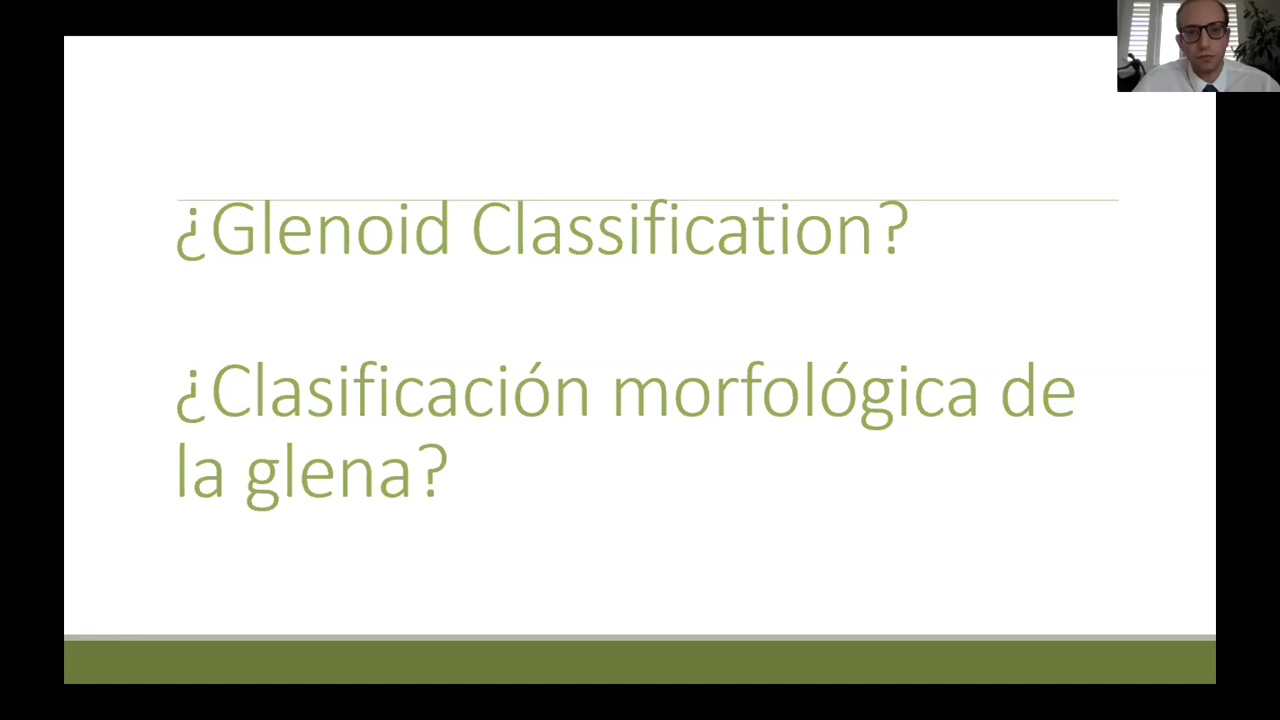 ¿Glenoid Classification?
¿Clasificación morfológica de
la glena?